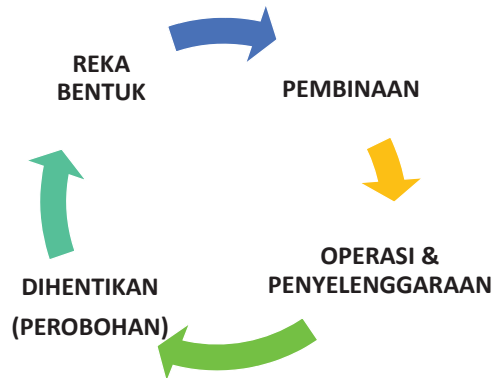 REKA
BENTUK
PEMBINAAN
OPERASI &
PENYELENGGARAAN
DIHENTIKAN
(PEROBOHAN)